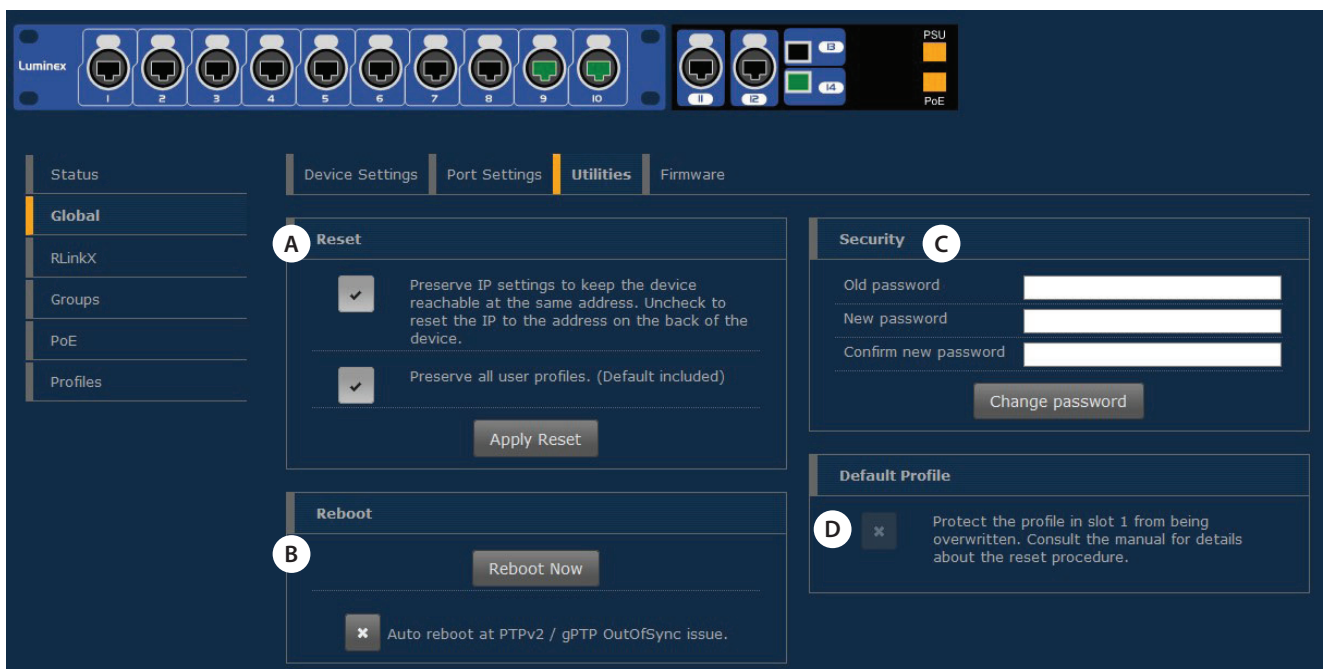 PSU
Luminex
1 2 3 4 5 6 7 8 9 10
11 12
13
14
PoE
Status
Global
RLinkX
Groups
PoE
Profiles
Device Settings Port Settings Utilities Firmware
A Reset
Preserve IP settings to keep the device
reachable at the same address. Uncheck to
reset the IP to the address on the back of the
device.
Preserve all user profiles. (Default included)
Apply Reset
Reboot
B
Reboot Now
Auto reboot at PTPv2 / gPTP OutOfSync issue.
Security C
Old password
New password
Confirm new password
Change password
Default Profile
D
Protect the profile in slot 1 from being
overwritten. Consult the manual for details
about the reset procedure.